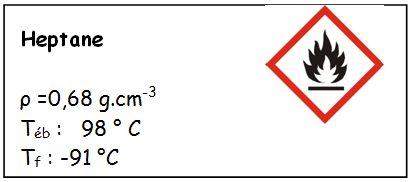 Heptane
ρ =0,68 g.cm-3
Téb : 98 ° C
Tf : -91 °C